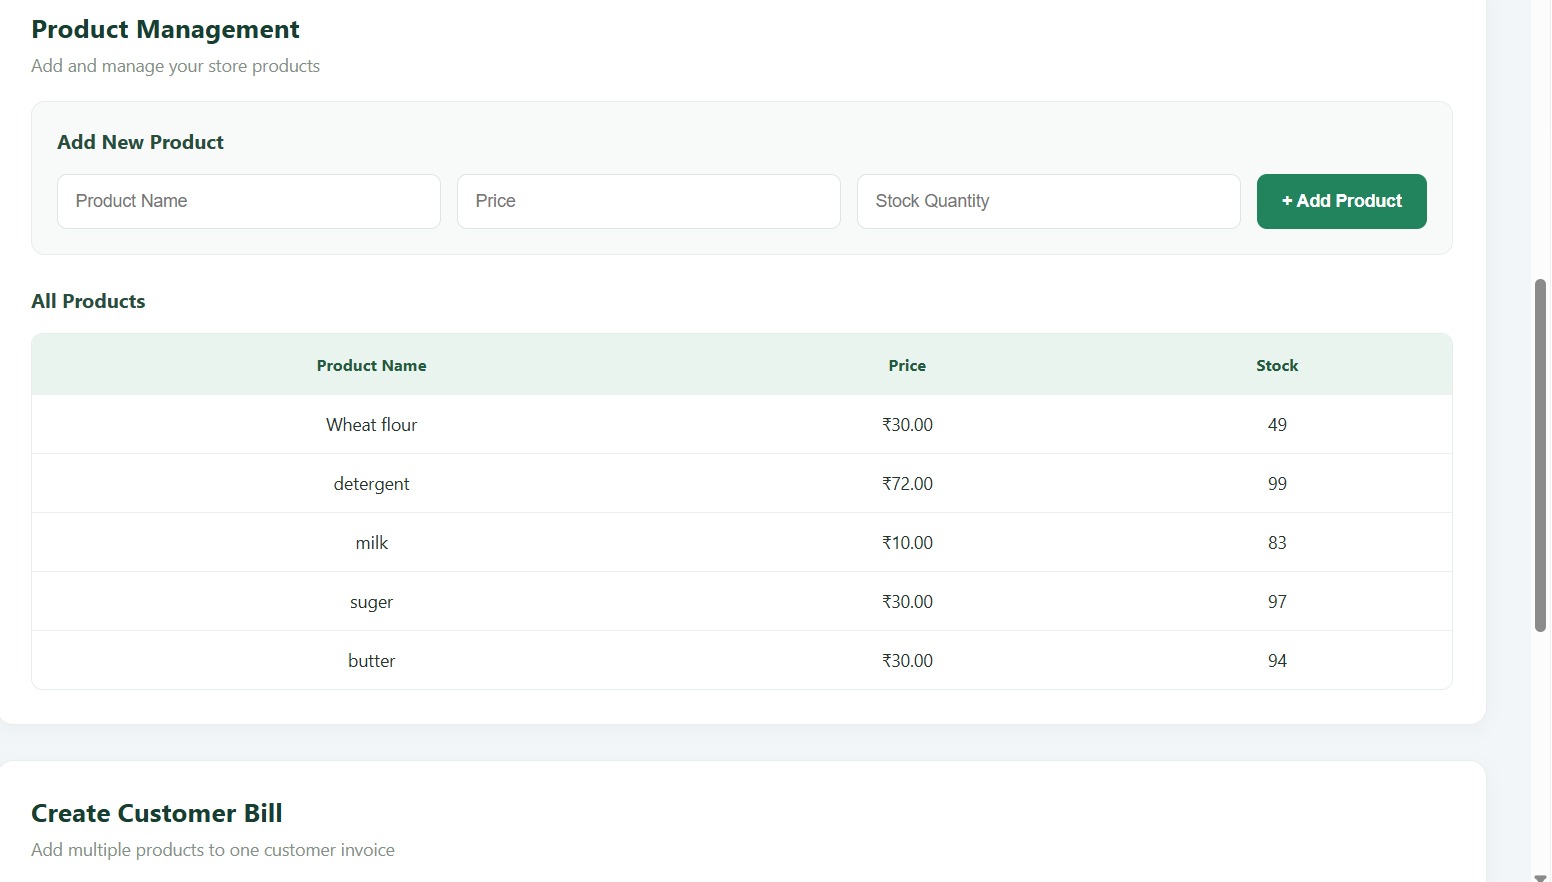 Product Management
Add and manage your store products
Add New Product
Product Name Price Stock Quantity + Add Product
All Products
Product Name Price Stock
Wheat flour ₹30.00 49
detergent ₹72.00 99
milk ₹10.00 83
suger ₹30.00 97
butter ₹30.00 94
Create Customer Bill
Add multiple products to one customer invoice